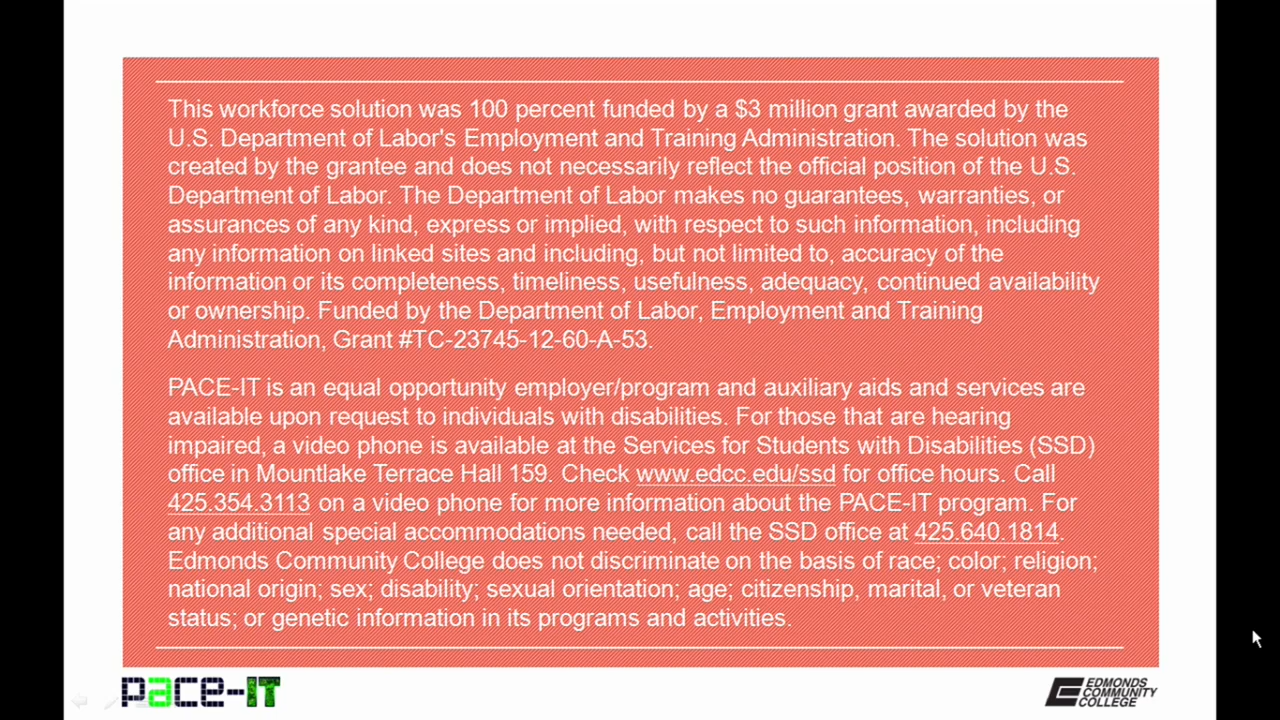 This workforce solution was 100 percent funded by a $3 million grant awarded by the
U.S. Department of Labor's Employment and Training Administration. The solution was
created by the grantee and does not necessarily reflect the official position of the U.S.
Department of Labor. The Department of Labor makes no guarantees, warranties, or
assurances of any kind, express or implied, with respect to such information, including
any information on linked sites and including, but not limited to, accuracy of the
information or its completeness, timeliness, usefulness, adequacy, continued availability
or ownership. Funded by the Department of Labor, Employment and Training
Administration, Grant #TC-23745-12-60-A-53.
PACE-IT is an equal opportunity employer/program and auxiliary aids and services are
available upon request to individuals with disabilities. For those that are hearing
impaired, a video phone is available at the Services for Students with Disabilities (SSD)
office in Mountlake Terrace Hall 159. Check www.edcc.edu/ssd for office hours. Call
425.354.3113 on a video phone for more information about the PACE-IT program. For
any additional special accommodations needed, call the SSD office at 425.640.1814.
Edmonds Community College does not discriminate on the basis of race; color; religion;
national origin; sex; disability; sexual orientation; age; citizenship, marital, or veteran
status; or genetic information in its programs and activities.
pace-IT
EDMONDS
COMMUNITY
COLLEGE